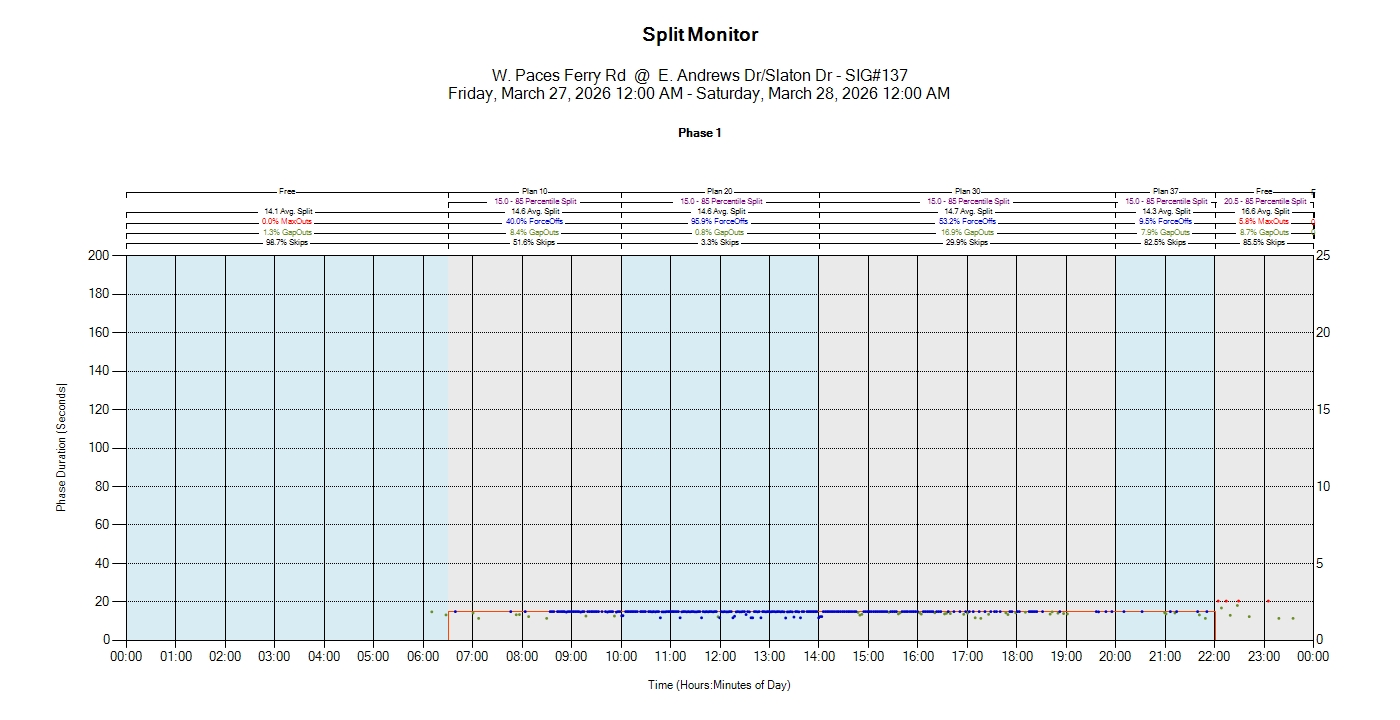 Split Monitor
W. Paces Ferry Rd @ E. Andrews Dr/Slaton Dr - SIG#137
Friday, March 27, 2026 12:00 AM - Saturday, March 28, 2026 12:00 AM
Phase 1
Free Plan 10 Plan 20 Plan 30 Plan 37 Free
15.0 - 85 Percentile Split 15.0 - 85 Percentile Split 15.0 - 85 Percentile Split 15.0 - 85 Percentile Split 20.5 - 85 Percentile Split
14.1 Avg. Split 14.6 Avg. Split 14.6 Avg. Split 14.7 Avg. Split 14.3 Avg. Split 16.6 Avg. Split
0.0% MaxOuts 40.0% ForceOffs 95.9% ForceOffs 53.2% ForceOffs 9.5% ForceOffs 5.8% MaxOuts
1.3% GapOuts 8.4% GapOuts 0.8% GapOuts 16.9% GapOuts 7.9% GapOuts 8.7% GapOuts
98.7% Skips 51.6% Skips 3.3% Skips 29.9% Skips 82.5% Skips 85.5% Skips
200 25
180
160 20
140
120 15
100
80 10
60
40 5
20
0 0
Phase Duration (Seconds)
00:00 01:00 02:00 03:00 04:00 05:00 06:00 07:00 08:00 09:00 10:00 11:00 12:00 13:00 14:00 15:00 16:00 17:00 18:00 19:00 20:00 21:00 22:00 23:00 00:00
Time (Hours:Minutes of Day)